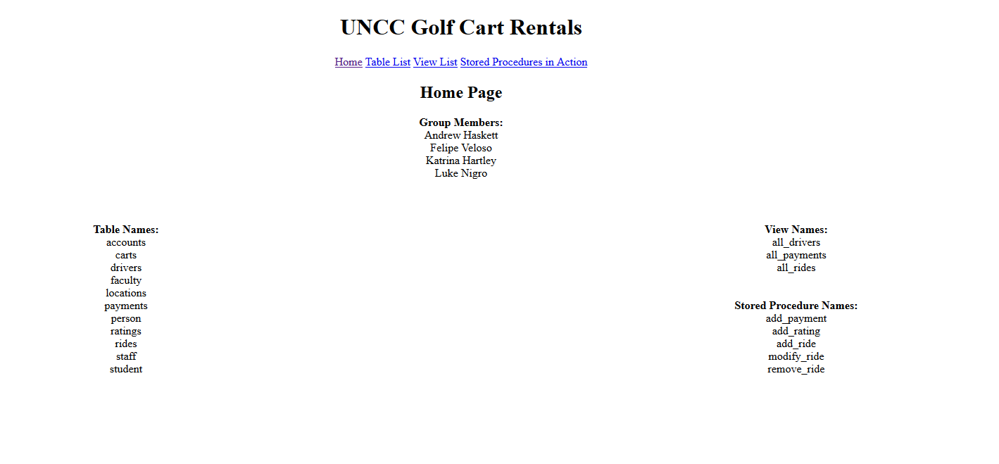 UNCC Golf Cart Rentals
Home Table List View List Stored Procedures in Action
Home Page
Group Members:
Andrew Haskett
Felipe Veloso
Katrina Hartley
Luke Nigro
Table Names:
accounts
carts
drivers
faculty
locations
payments
person
ratings
rides
staff
student
View Names:
all_drivers
all_payments
all_rides
Stored Procedure Names:
add_payment
add_rating
add_ride
modify_ride
remove_ride